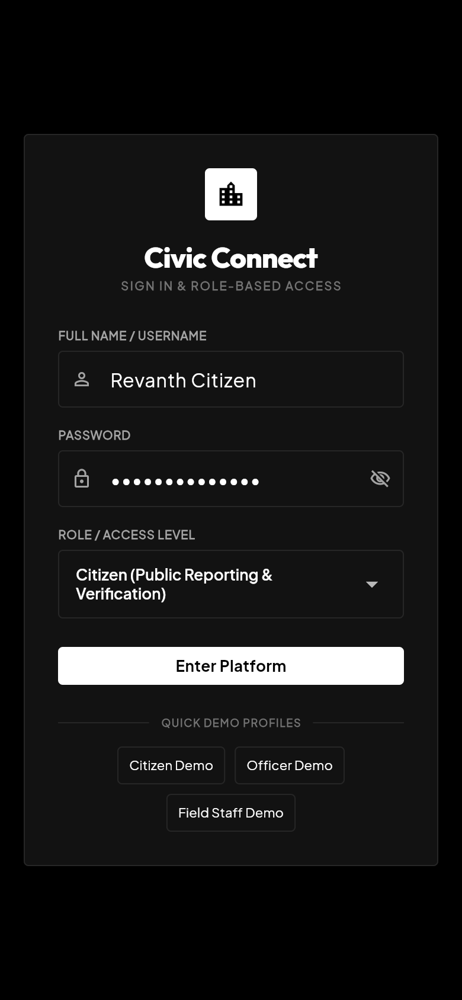 Civic Connect
SIGN IN & ROLE-BASED ACCESS
FULL NAME / USERNAME
Revanth Citizen
PASSWORD
••••••••••••••
ROLE / ACCESS LEVEL
Citizen (Public Reporting &
Verification)
Enter Platform
QUICK DEMO PROFILES
Citizen Demo
Officer Demo
Field Staff Demo